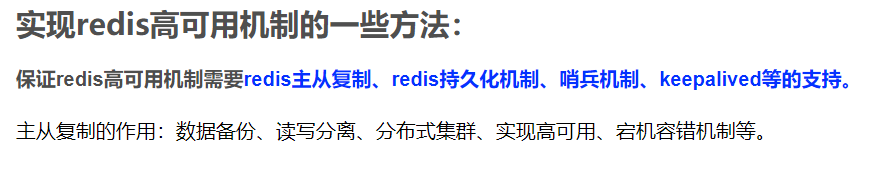 实现redis高可用机制的一些方法：
保证redis高可用机制需要redis主从复制、redis持久化机制、哨兵机制、keepalived等的支持。
主从复制的作用：数据备份、读写分离、分布式集群、实现高可用、宕机容错机制等。